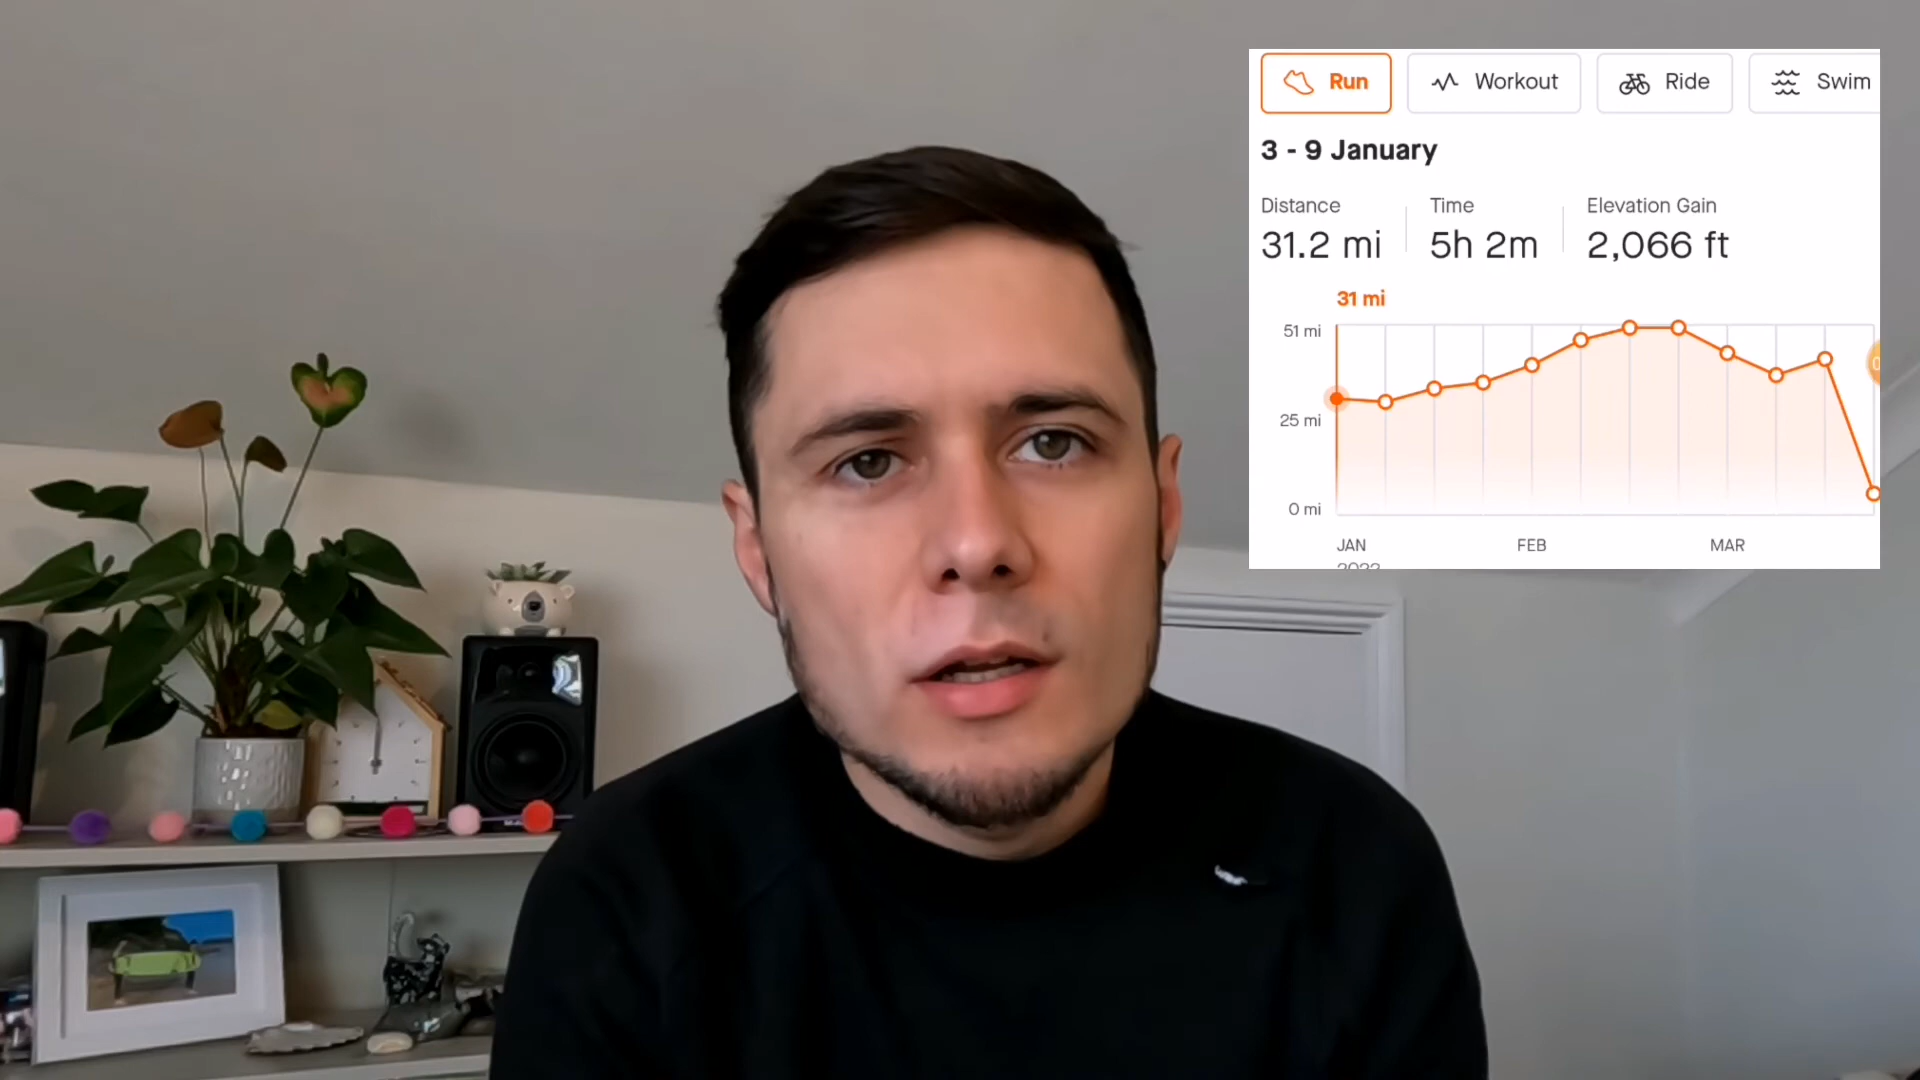 Run Workout Ride Swim
3 - 9 January
Distance Time Elevation Gain
31.2 mi 5h 2m 2,066 ft
31 mi
51 mi
25 mi
0 mi
JAN FEB MAR